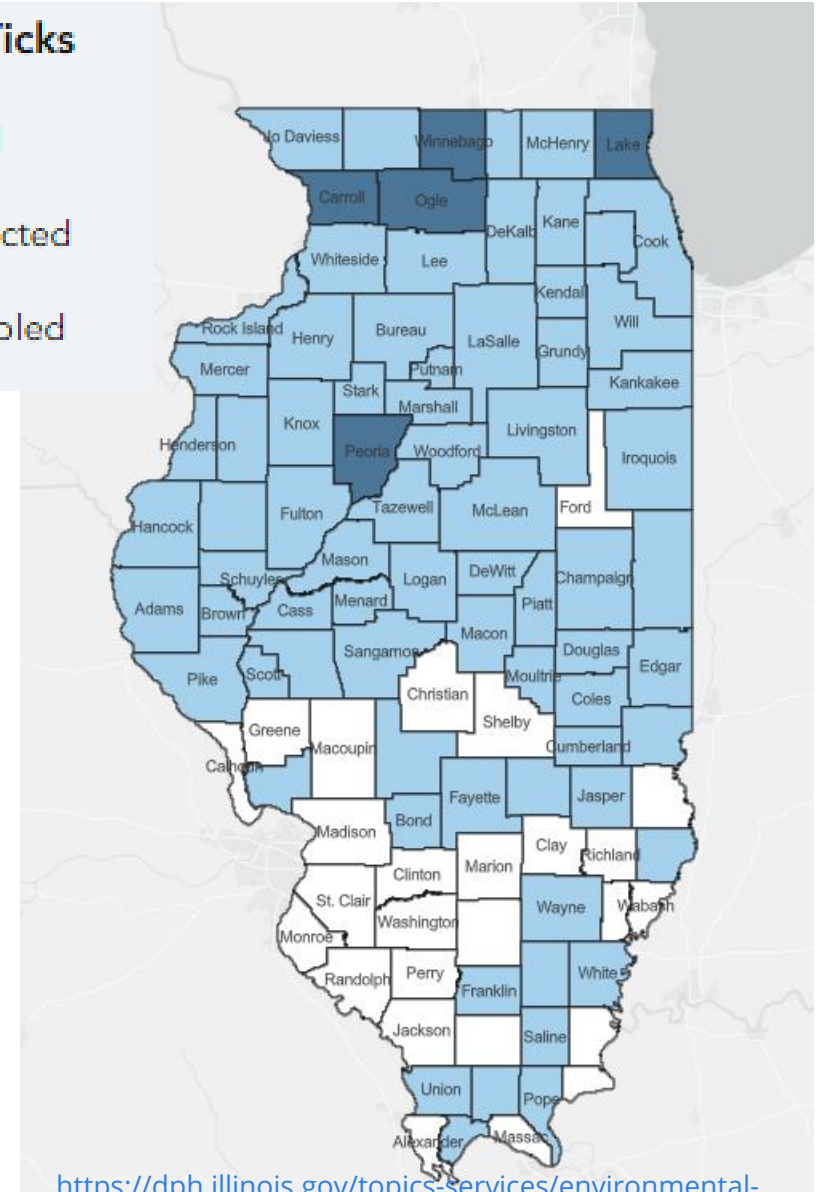 Ticks
Jo Daviess
Winnebago
McHenry
Lake
Carroll
Ogle
cted
DeKalb
Kane
Cook
Whiteside
Lee
Kendall
pled
Rock Island
Henry
Bureau
LaSalle
Will
Grundy
Mercer
Putnam
Kankakee
Stark
Marshall
Knox
Livingston
Henderson
Peoria
Woodford
Iroquois
Hancock
Fulton
Tazewell
McLean
Ford
Mason
Schuyler
Logan
DeWitt
Champaign
Adams
Brown
Cass
Menard
Piatt
Macon
Sangamon
Douglas
Edgar
Pike
Scott
Moultrie
Christian
Coles
Shelby
Greene
Macoupin
Cumberland
Calhoun
Fayette
Jasper
Madison
Bond
Clay
Richland
Clinton
Marion
St. Clair
Wayne
Wabash
Washington
Monroe
Randolph
Perry
White
Franklin
Jackson
Saline
Union
Pope
Alexander
Massac
https://dph.illinois.gov/topics-services/environmental-